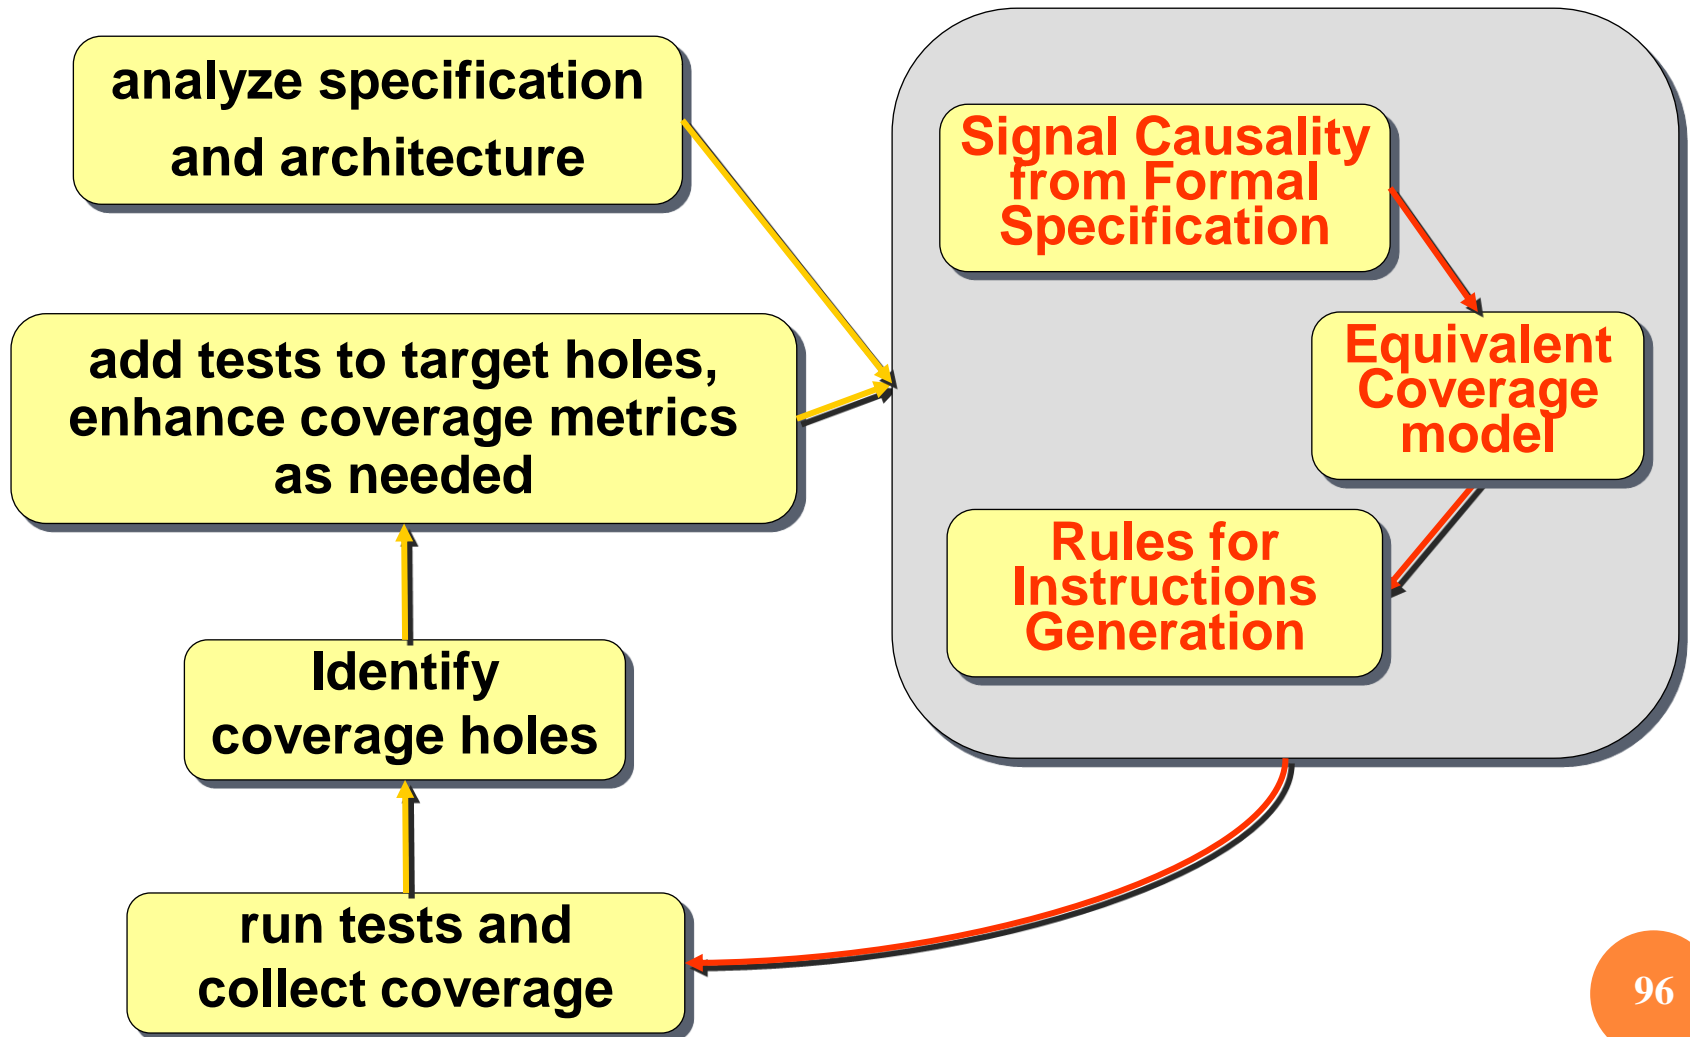 analyze specification
and architecture
Signal Causality
from Formal
Specification
Equivalent
Coverage
model
add tests to target holes,
enhance coverage metrics
as needed
Rules for
Instructions
Generation
Identify
coverage holes
run tests and
collect coverage
96